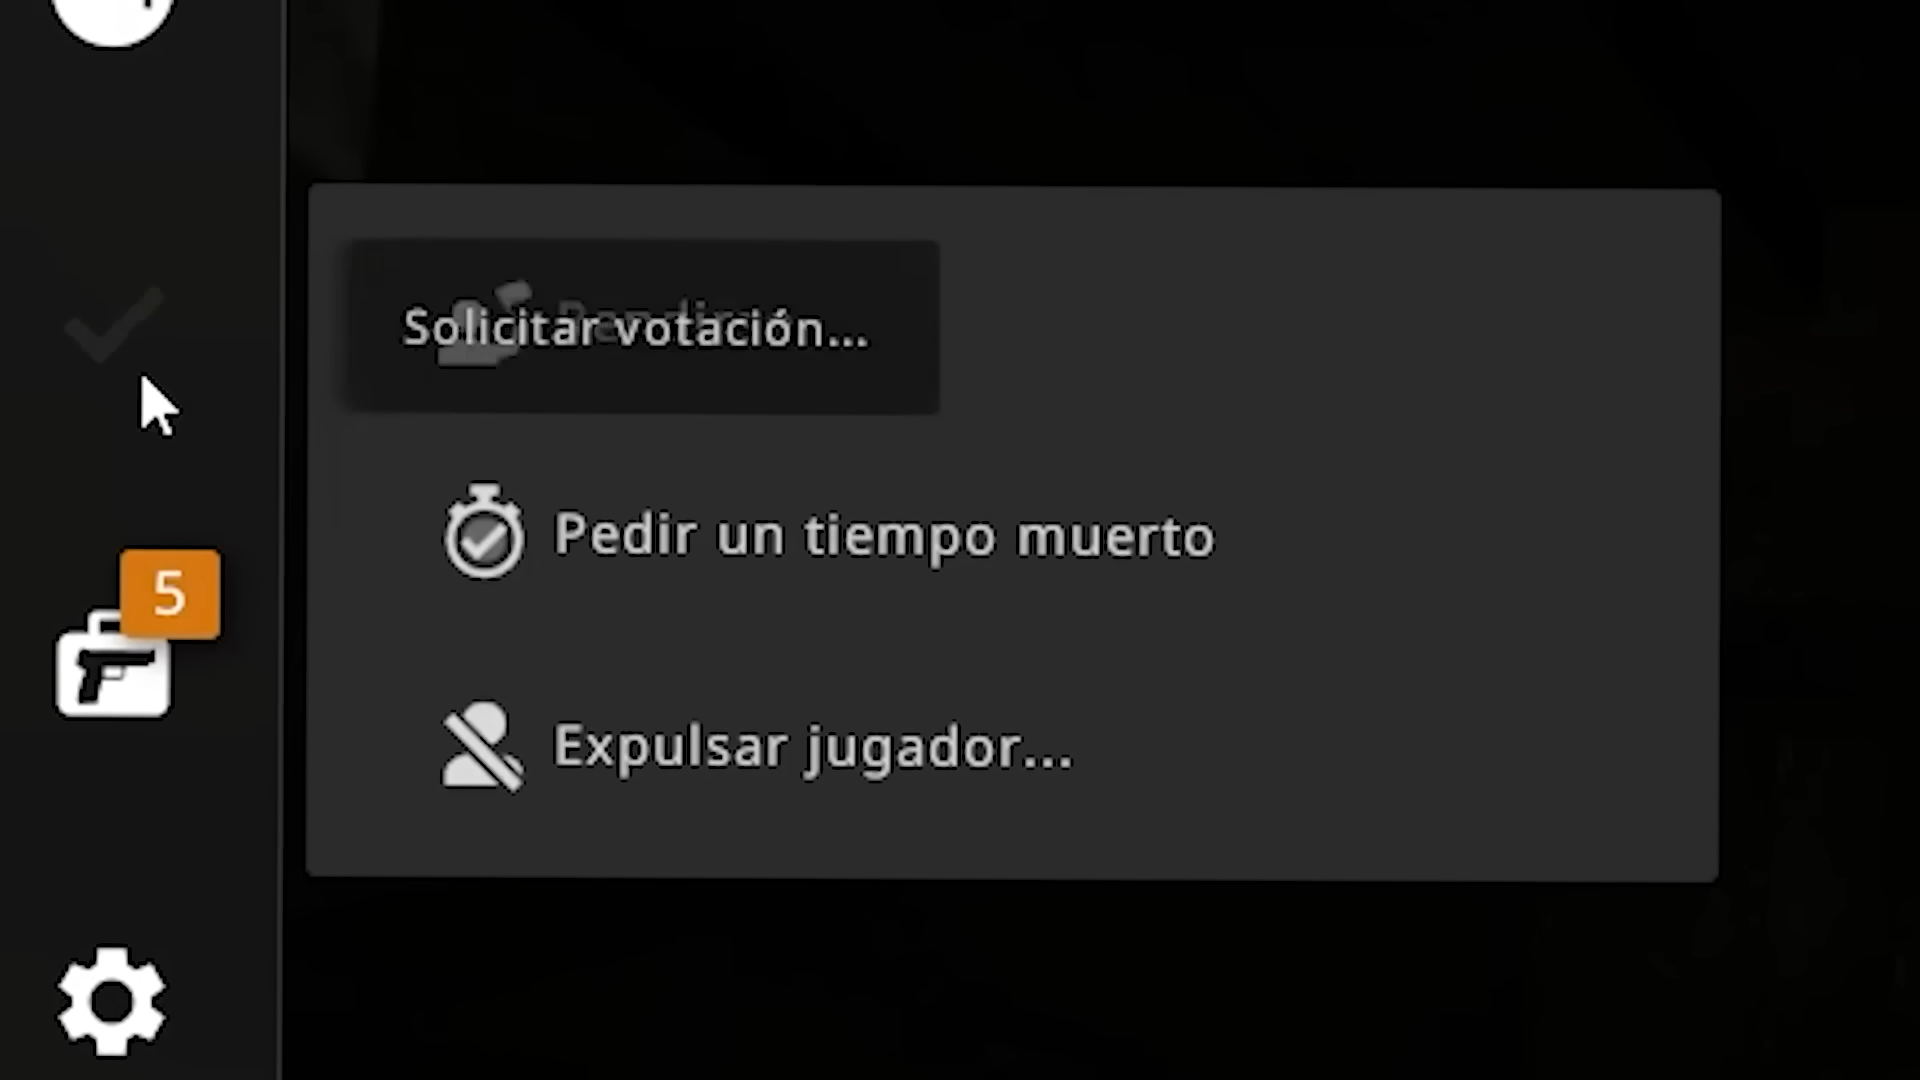 Solicitar votación...
Pedir un tiempo muerto
5
Expulsar jugador...